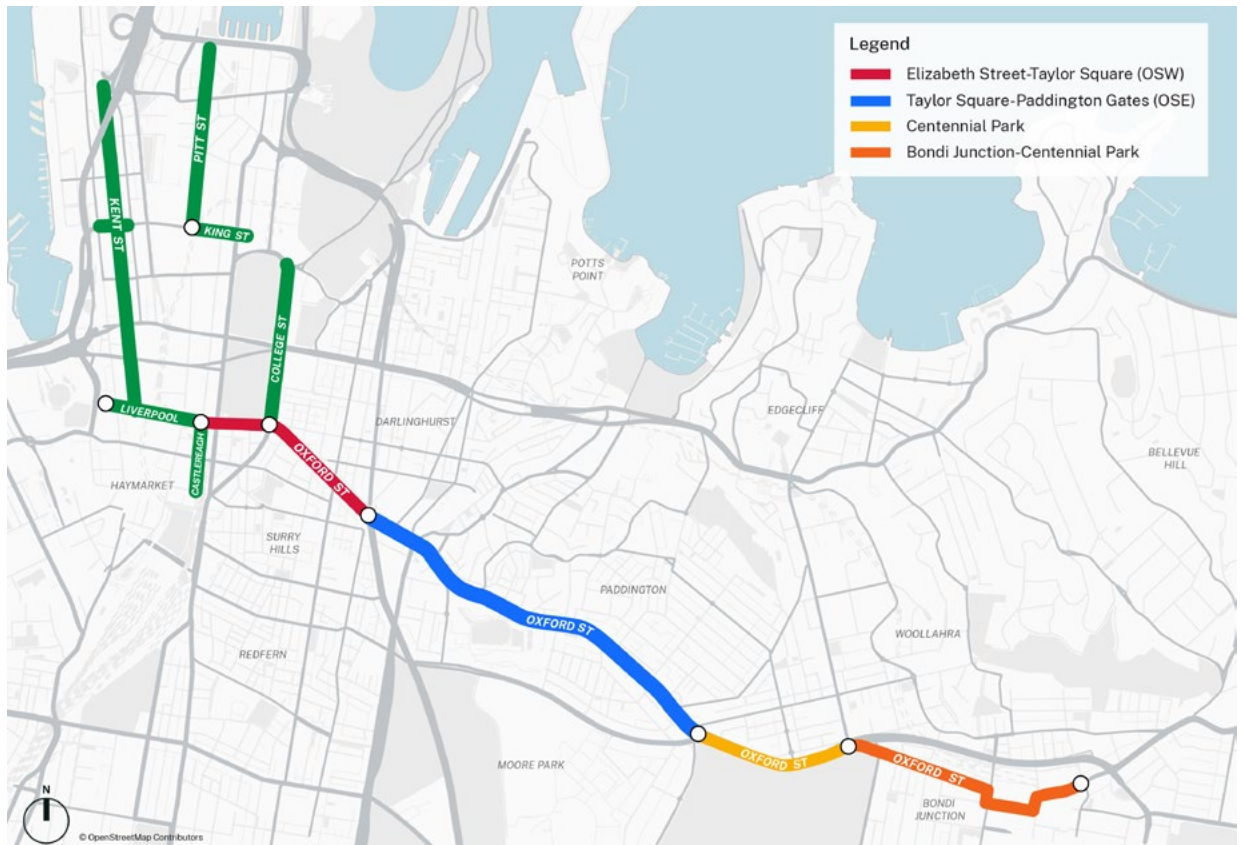 Legend
Elizabeth Street-Taylor Square (OSW)
Taylor Square-Paddington Gates (OSE)
Centennial Park
Bondi Junction-Centennial Park
PITT ST
KENT ST
KING ST
COLLEGE ST
LIVERPOOL
CASTLEREAGH
OXFORD ST
OXFORD ST
OXFORD ST
OXFORD ST
POTTS
POINT
DARLINGHURST
EDGECLIFF
BELLEVUE
HILL
HAYMARKET
SURRY
HILLS
PADDINGTON
WOOLLAHRA
REDFERN
MOORE PARK
BONDI
JUNCTION
N
© OpenStreetMap Contributors